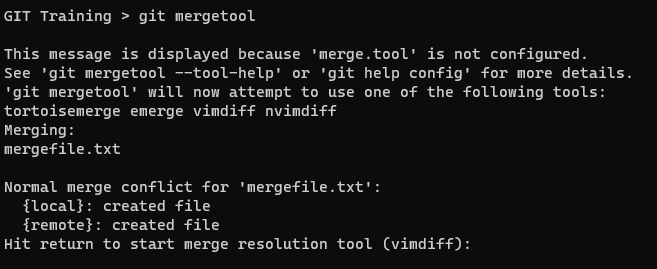 GIT Training > git mergetool
This message is displayed because 'merge.tool' is not configured.
See 'git mergetool --tool-help' or 'git help config' for more details.
'git mergetool' will now attempt to use one of the following tools:
tortoisemerge emerge vimdiff nvimdiff
Merging:
mergefile.txt
Normal merge conflict for 'mergefile.txt':
{local}: created file
{remote}: created file
Hit return to start merge resolution tool (vimdiff):